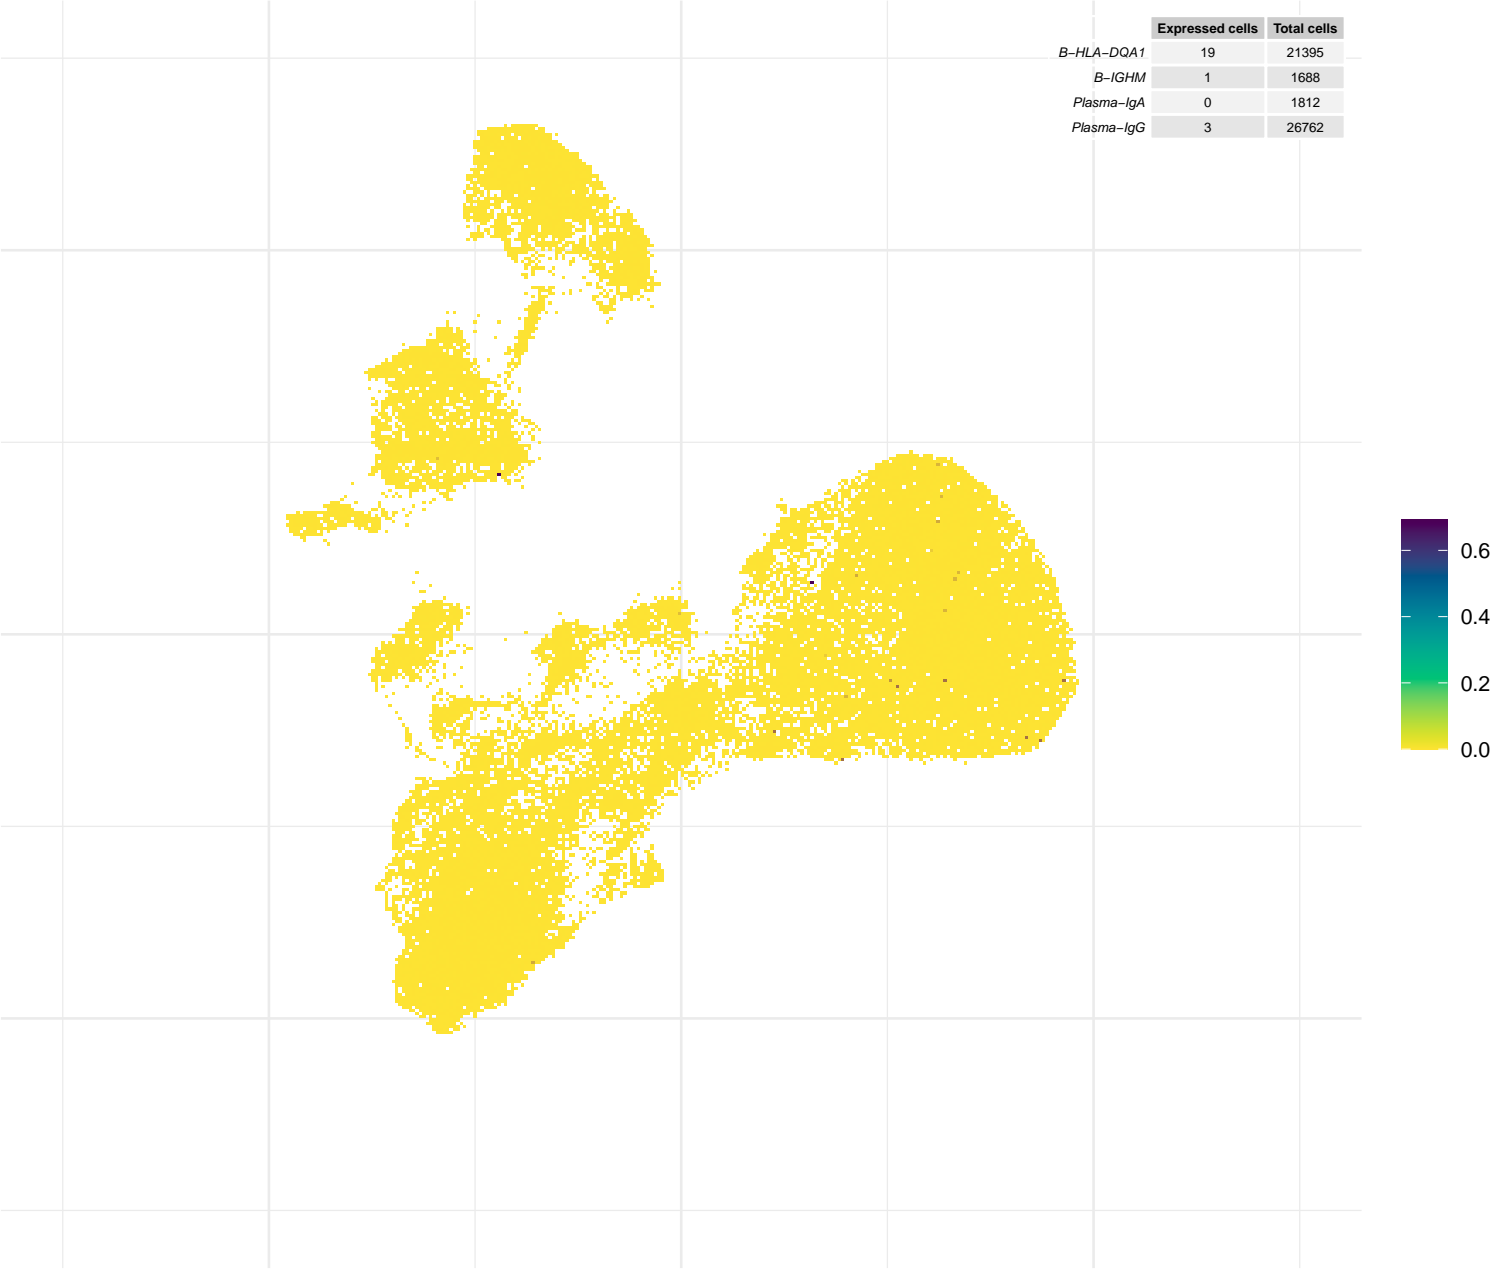 Expressed cells Total cells
B−HLA−DQA1 19 21395
B−IGHM 1 1688
Plasma−IgA 0 1812
Plasma−IgG 3 26762
0.6
0.4
0.2
0.0